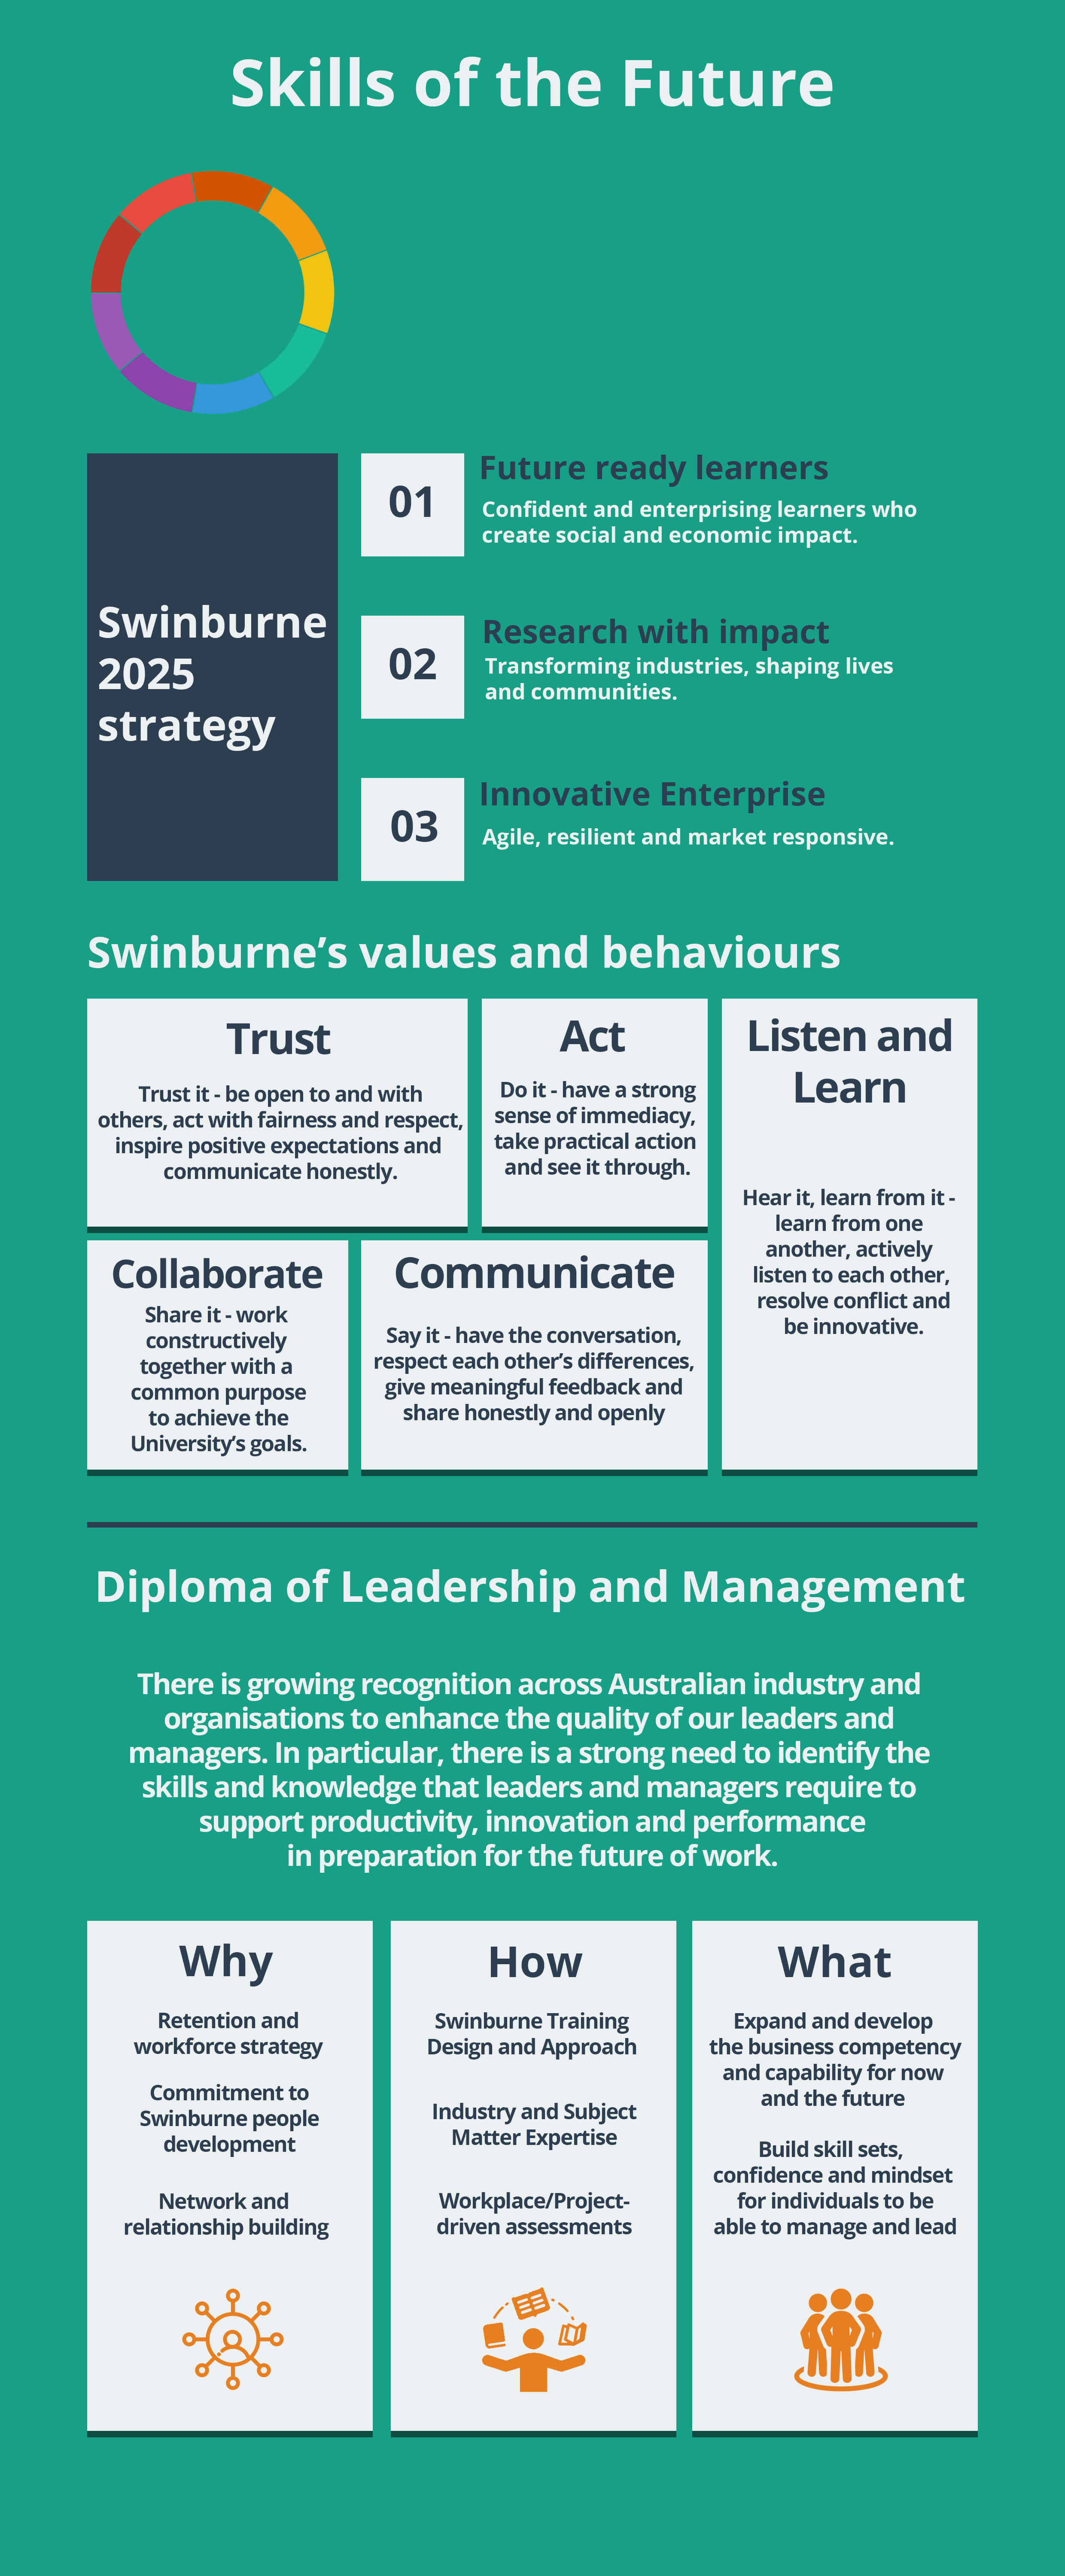 Skills of the Future
Swinburne
2025
strategy
01
Future ready learners
Confident and enterprising learners who
create social and economic impact.
02
Research with impact
Transforming industries, shaping lives
and communities.
03
Innovative Enterprise
Agile, resilient and market responsive.
Swinburne’s values and behaviours
Trust
Trust it - be open to and with
others, act with fairness and respect,
inspire positive expectations and
communicate honestly.
Act
Do it - have a strong
sense of immediacy,
take practical action
and see it through.
Listen and
Learn
Hear it, learn from it -
learn from one
another, actively
listen to each other,
resolve conflict and
be innovative.
Collaborate
Share it - work
constructively
together with a
common purpose
to achieve the
University’s goals.
Communicate
Say it - have the conversation,
respect each other’s differences,
give meaningful feedback and
share honestly and openly
Diploma of Leadership and Management
There is growing recognition across Australian industry and
organisations to enhance the quality of our leaders and
managers. In particular, there is a strong need to identify the
skills and knowledge that leaders and managers require to
support productivity, innovation and performance
in preparation for the future of work.
Why
Retention and
workforce strategy
Commitment to
Swinburne people
development
Network and
relationship building
How
Swinburne Training
Design and Approach
Industry and Subject
Matter Expertise
Workplace/Project-
driven assessments
What
Expand and develop
the business competency
and capability for now
and the future
Build skill sets,
confidence and mindset
for individuals to be
able to manage and lead